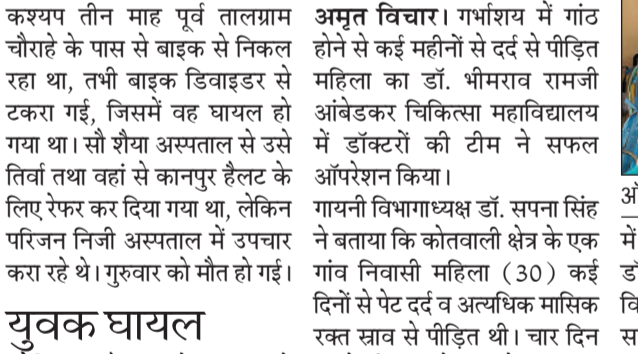 कश्यप तीन माह पूर्व तालग्राम
चौराहे के पास से बाइक से निकल
रहा था, तभी बाइक डिवाइडर से
टकरा गई, जिसमें वह घायल हो
गया था। सौ शैया अस्पताल से उसे
तिर्वा तथा वहां से कानपुर हैलट के
लिए रेफर कर दिया गया था, लेकिन
परिजन निजी अस्पताल में उपचार
करा रहे थे। गुरुवार को मौत हो गई।
युवक घायल
अमृत विचार। गर्भाशय में गांठ
होने से कई महीनों से दर्द से पीड़ित
महिला का डॉ. भीमराव रामजी
आंबेडकर चिकित्सा महाविद्यालय
में डॉक्टरों की टीम ने सफल
ऑपरेशन किया।
गायनी विभागाध्यक्ष डॉ. सपना सिंह
ने बताया कि कोतवाली क्षेत्र के एक
गांव निवासी महिला (30) कई
दिनों से पेट दर्द व अत्यधिक मासिक
रक्त स्राव से पीड़ित थी। चार दिन
में